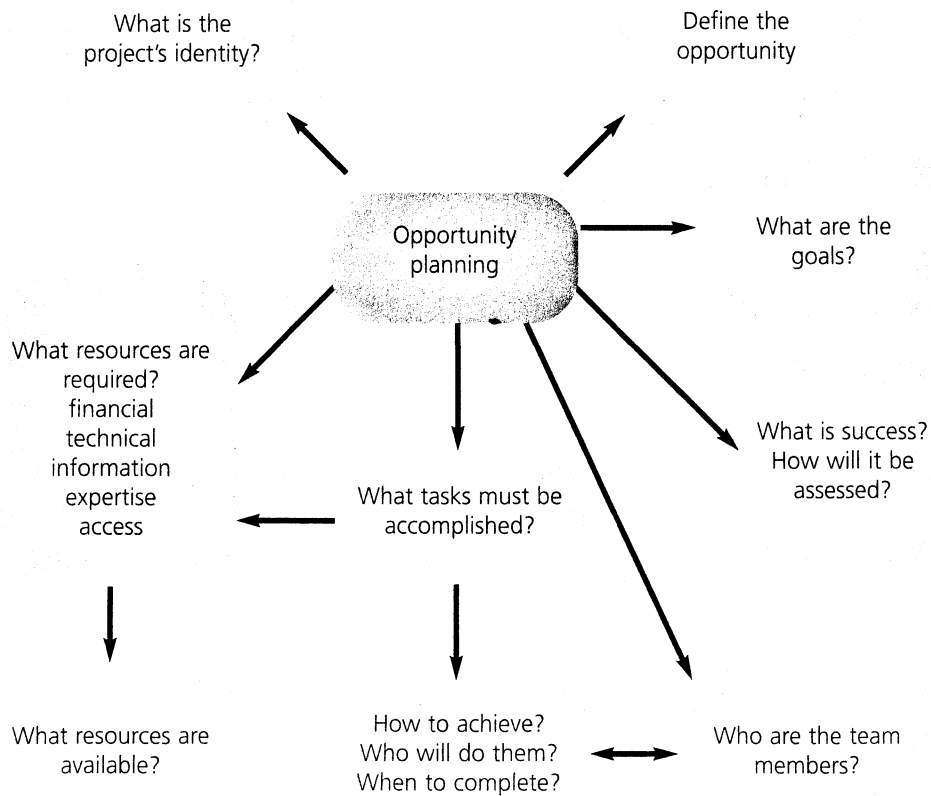 What is the
project's identity?
Define the
opportunity
Opportunity
planning
What are the
goals?
What resources are
required?
financial
technical
information
expertise
access
What is success?
How will it be
assessed?
What tasks must be
accomplished?
What resources are
available?
How to achieve?
Who will do them?
When to complete?
Who are the team
members?